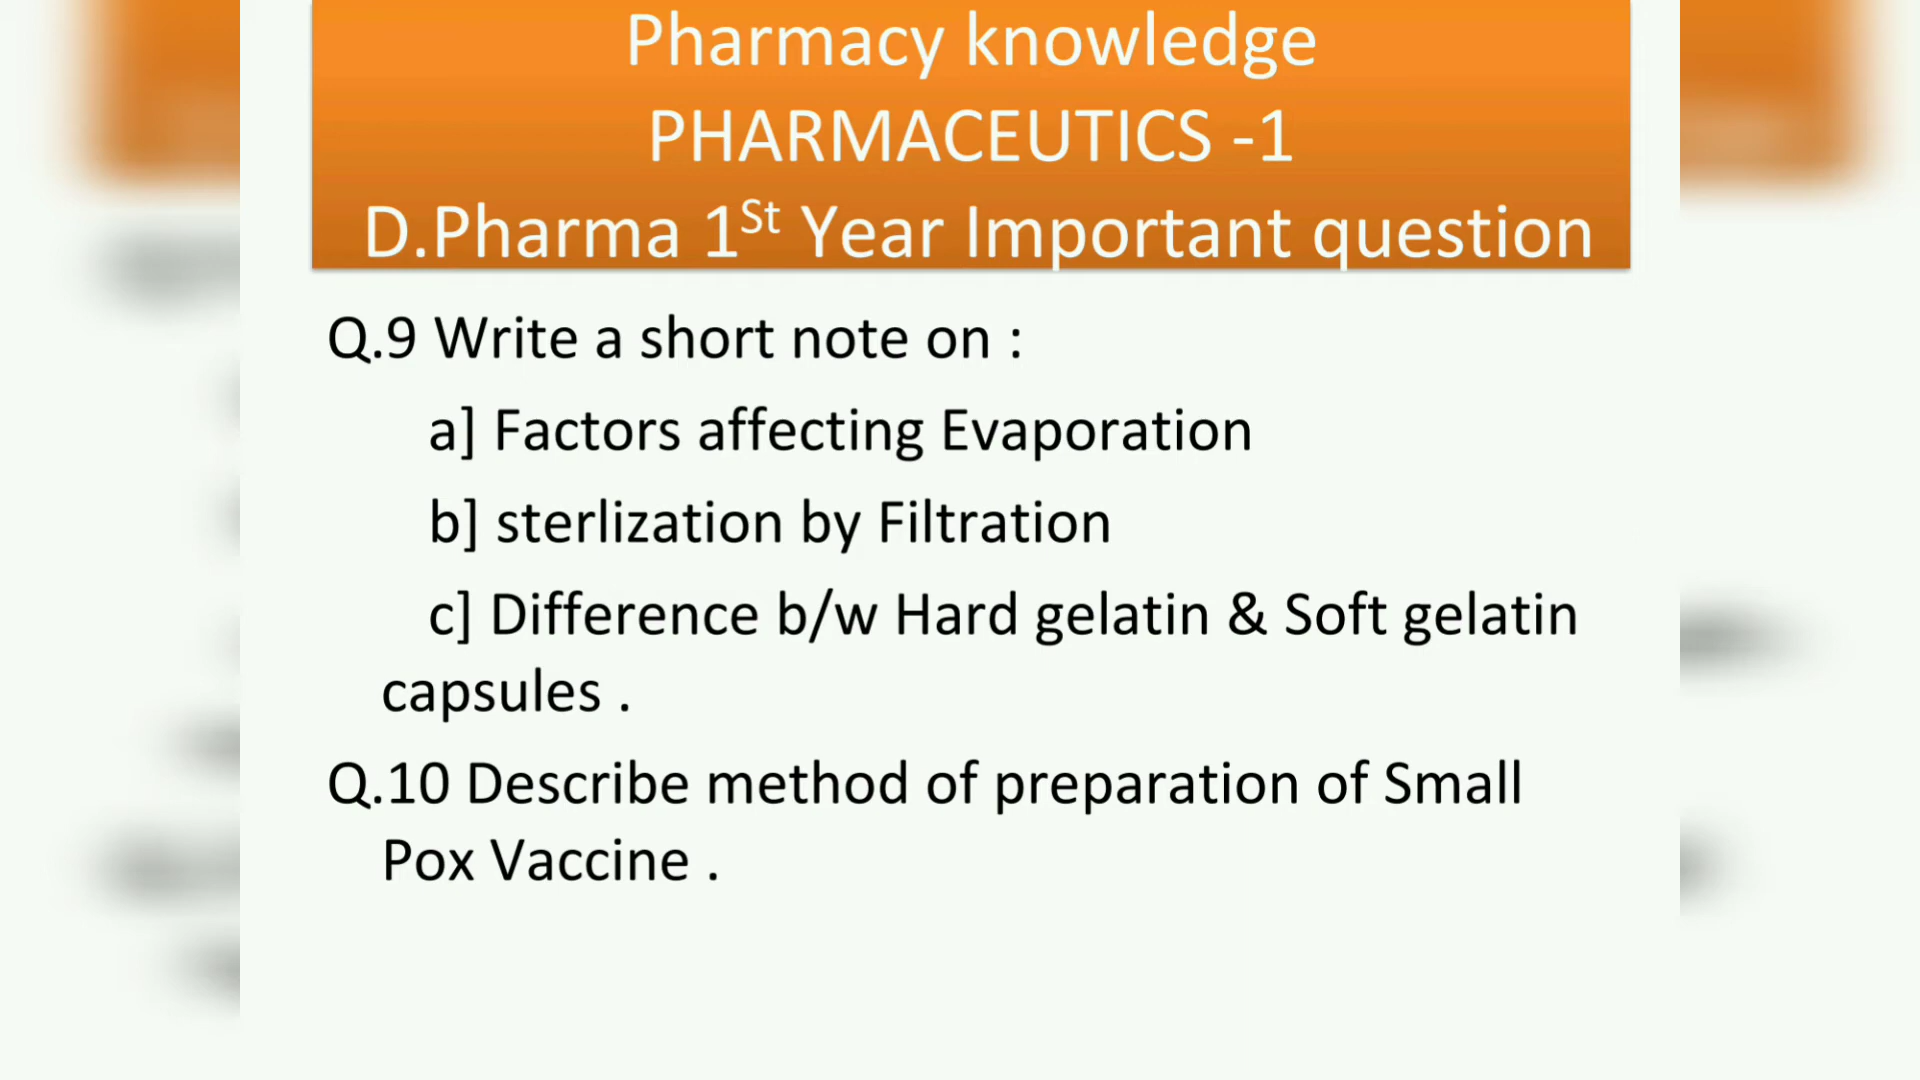 Pharmacy knowledge
PHARMACEUTICS -1
D.Pharma 1St Year Important question
Q.9 Write a short note on :
a] Factors affecting Evaporation
b] sterlization by Filtration
c] Difference b/w Hard gelatin & Soft gelatin
capsules .
Q.10 Describe method of preparation of Small
Pox Vaccine .